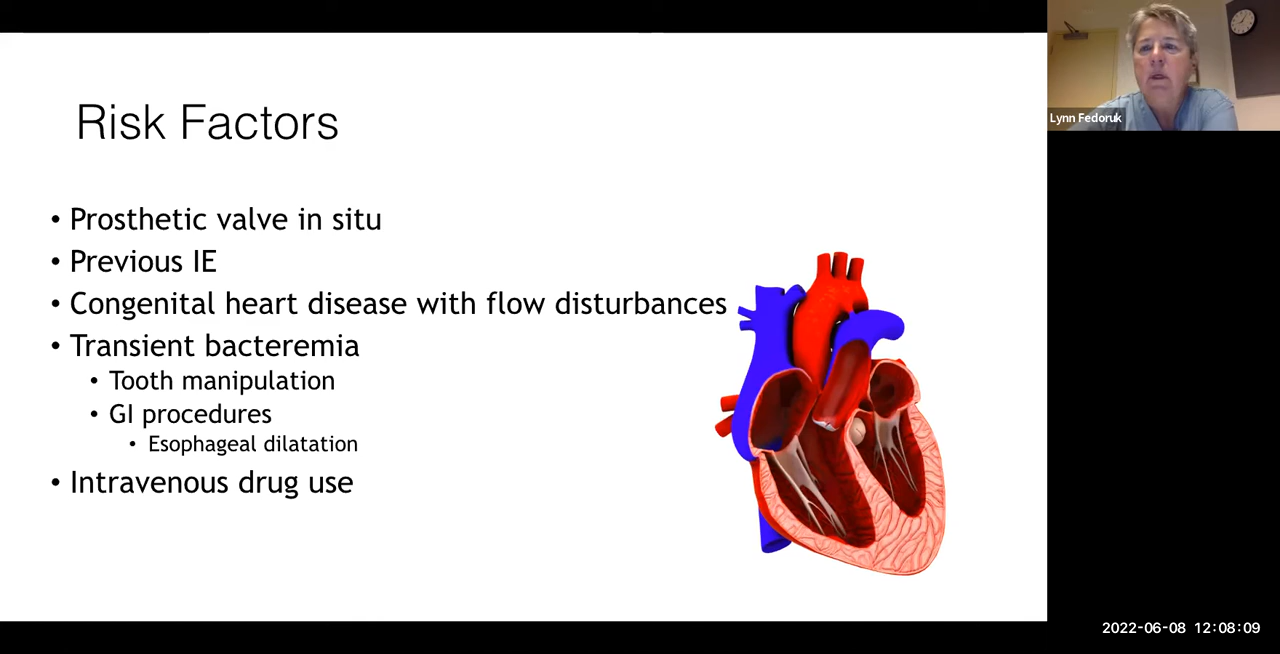 Risk Factors
• Prosthetic valve in situ
• Previous IE
• Congenital heart disease with flow disturbances
• Transient bacteremia
• Tooth manipulation
• GI procedures
• Esophageal dilatation
• Intravenous drug use
Lynn Fedoruk
2022-06-08 12:08:09